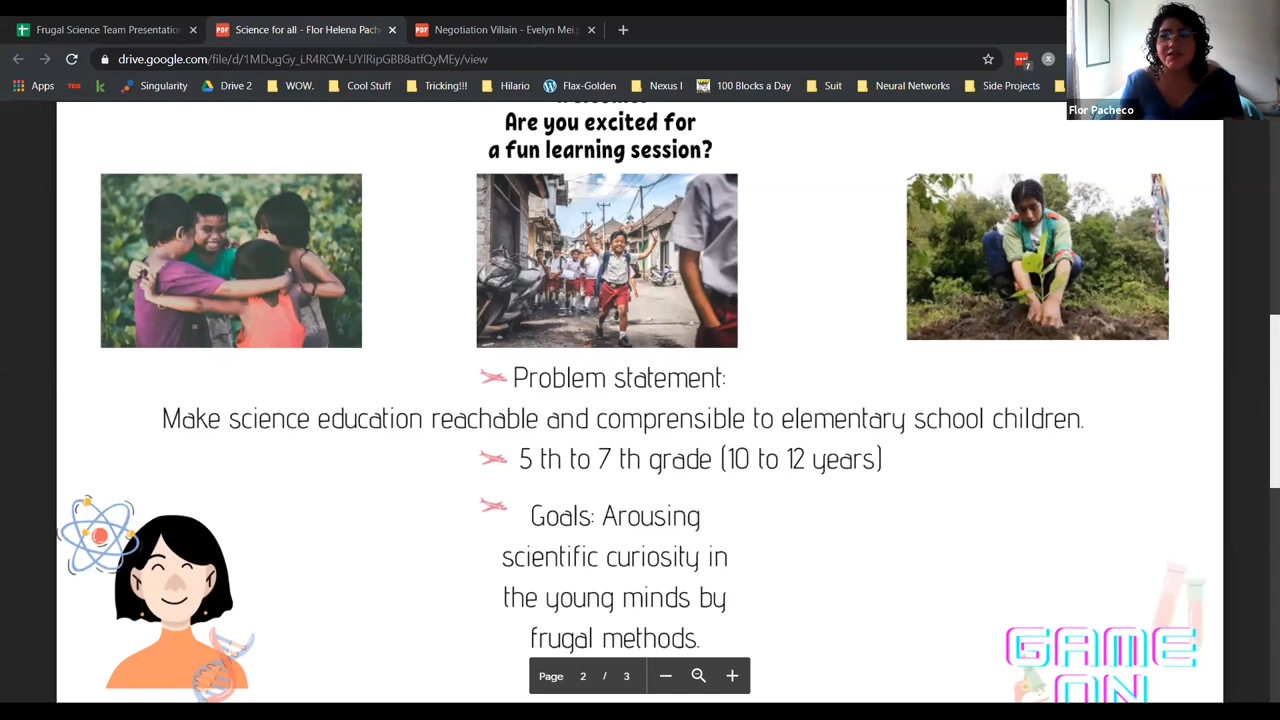 Frugal Science Team Presentatio
Science for all - Flor Helena Pach
Negotiation Villain - Evelyn Mei.p
drive.google.com/file/d/1MDugGy_LR4RCW-UYlRipGBB8atfQyMEy/view
7
Apps
TED
Singularity
Drive 2
WOW.
Cool Stuff
Tricking!!!
Hilario
Flax-Golden
Nexus I
100 Blocks a Day
Suit
Neural Networks
Side Projects
Flor Pacheco
Are you excited for
a fun learning session?
Problem statement:
Make science education reachable and comprensible to elementary school children.
5 th to 7 th grade (10 to 12 years)
Goals: Arousing
scientific curiosity in
the young minds by
frugal methods.
GAME
ON
Page 2 / 3